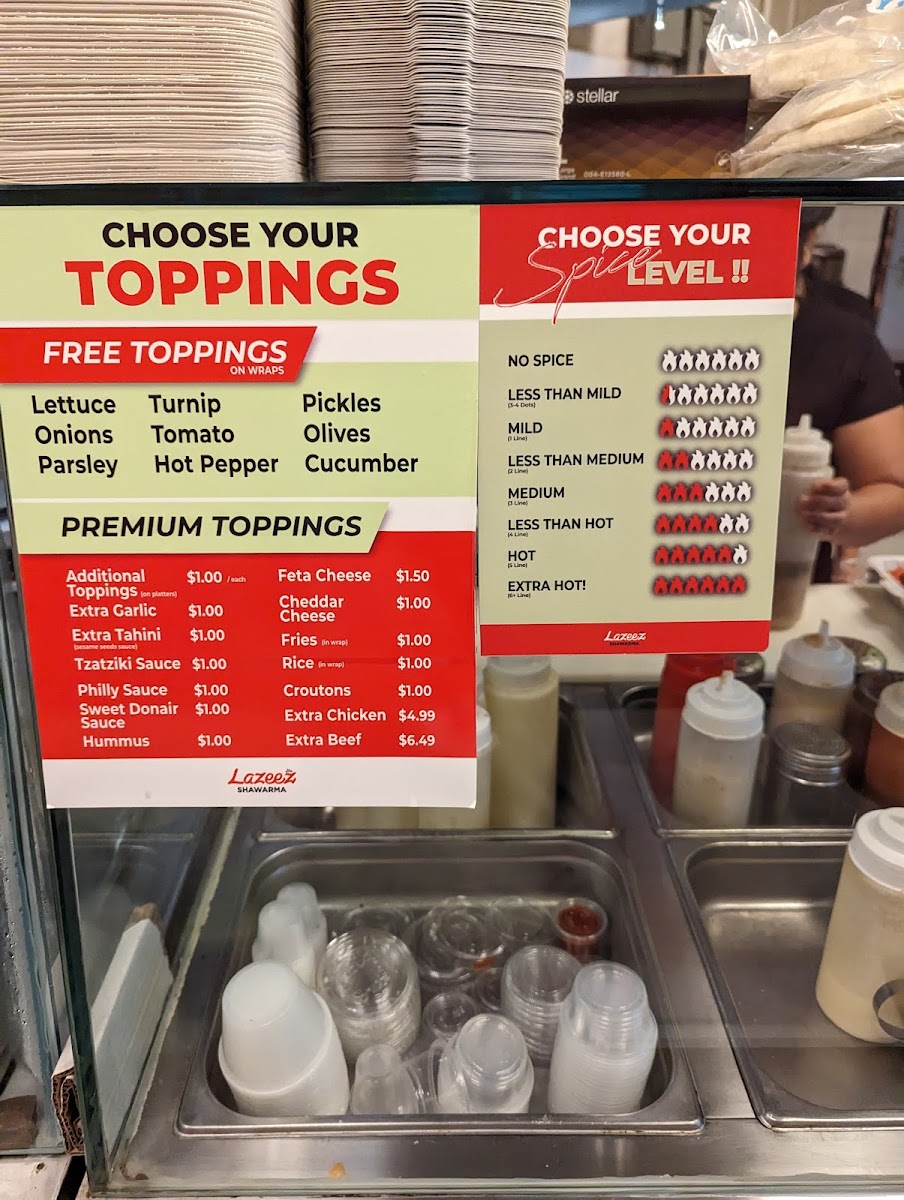 stellar
CHOOSE YOUR
TOPPINGS
FREE TOPPINGS
ON WRAPS
Lettuce Turnip Pickles
Onions Tomato Olives
Parsley Hot Pepper Cucumber
PREMIUM TOPPINGS
Additional Toppings (on platters) $1.00 / each
Extra Garlic $1.00
Extra Tahini $1.00
(sesame seeds sauce)
Tzatziki Sauce $1.00
Philly Sauce $1.00
Sweet Donair Sauce $1.00
Hummus $1.00
Feta Cheese $1.50
Cheddar Cheese $1.00
Fries (in wrap) $1.00
Rice (in wrap) $1.00
Croutons $1.00
Extra Chicken $4.99
Extra Beef $6.49
Lazeez
SHAWARMA
CHOOSE YOUR
Spice LEVEL !!
NO SPICE
LESS THAN MILD
(3-4 Dots)
MILD
(1 Line)
LESS THAN MEDIUM
(2 Line)
MEDIUM
(3 Line)
LESS THAN HOT
(4 Line)
HOT
(5 Line)
EXTRA HOT!
(6+ Line)
Lazeez
SHAWARMA